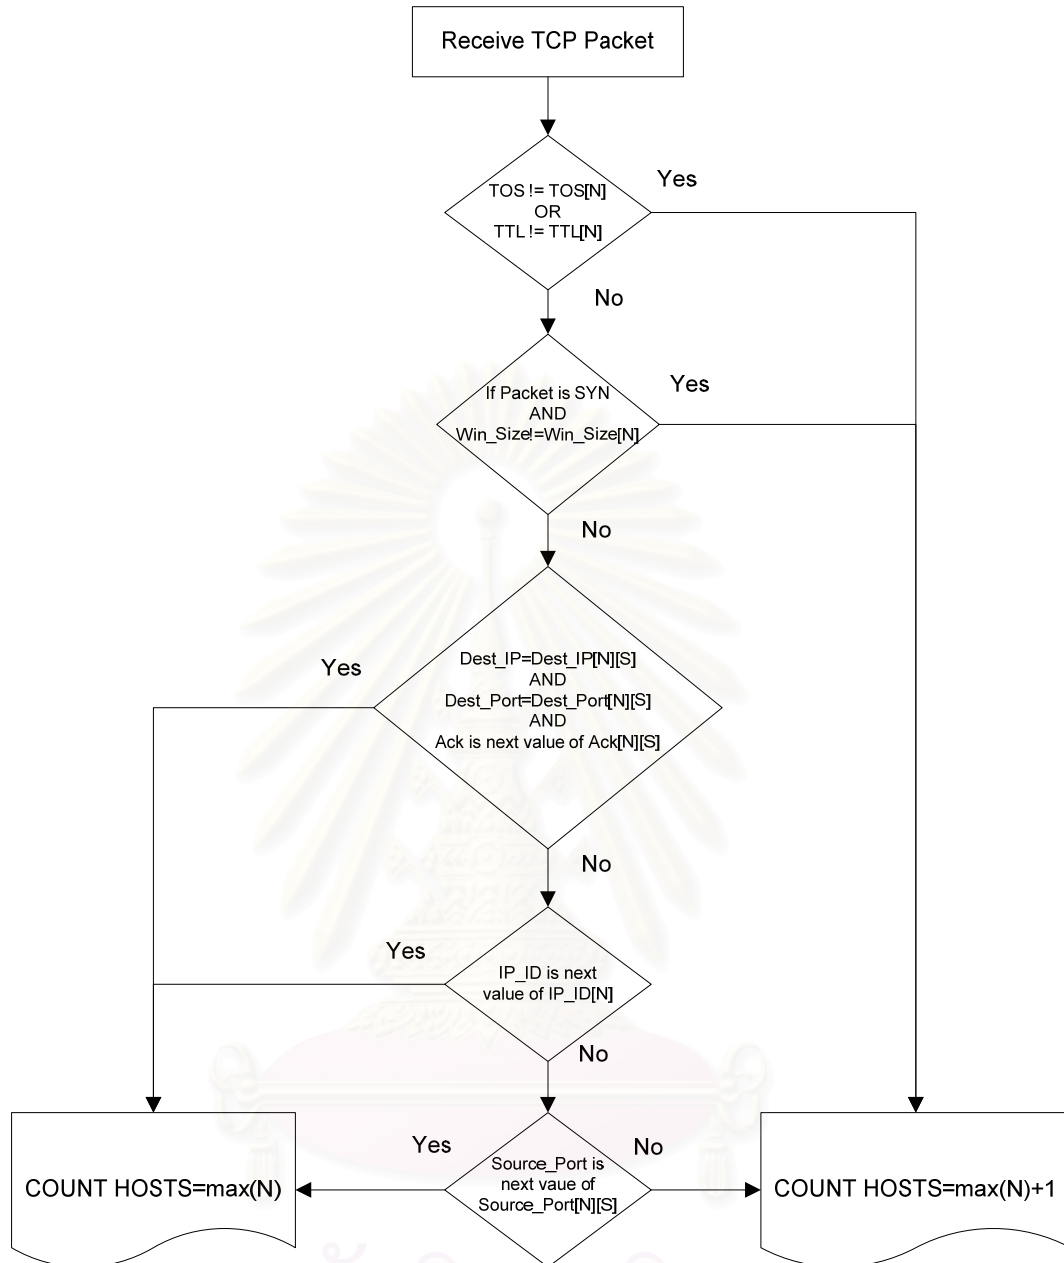 Receive TCP Packet
TOS != TOS[N]
OR
TTL != TTL[N]
Yes
No
If Packet is SYN
AND
Win_Size!=Win_Size[N]
Yes
No
Dest_IP=Dest_IP[N][S]
AND
Dest_Port=Dest_Port[N][S]
AND
Ack is next value of Ack[N][S]
Yes
No
IP_ID is next
value of IP_ID[N]
Yes
No
Source_Port is
next vaue of
Source_Port[N][S]
Yes
No
COUNT HOSTS=max(N)
COUNT HOSTS=max(N)+1